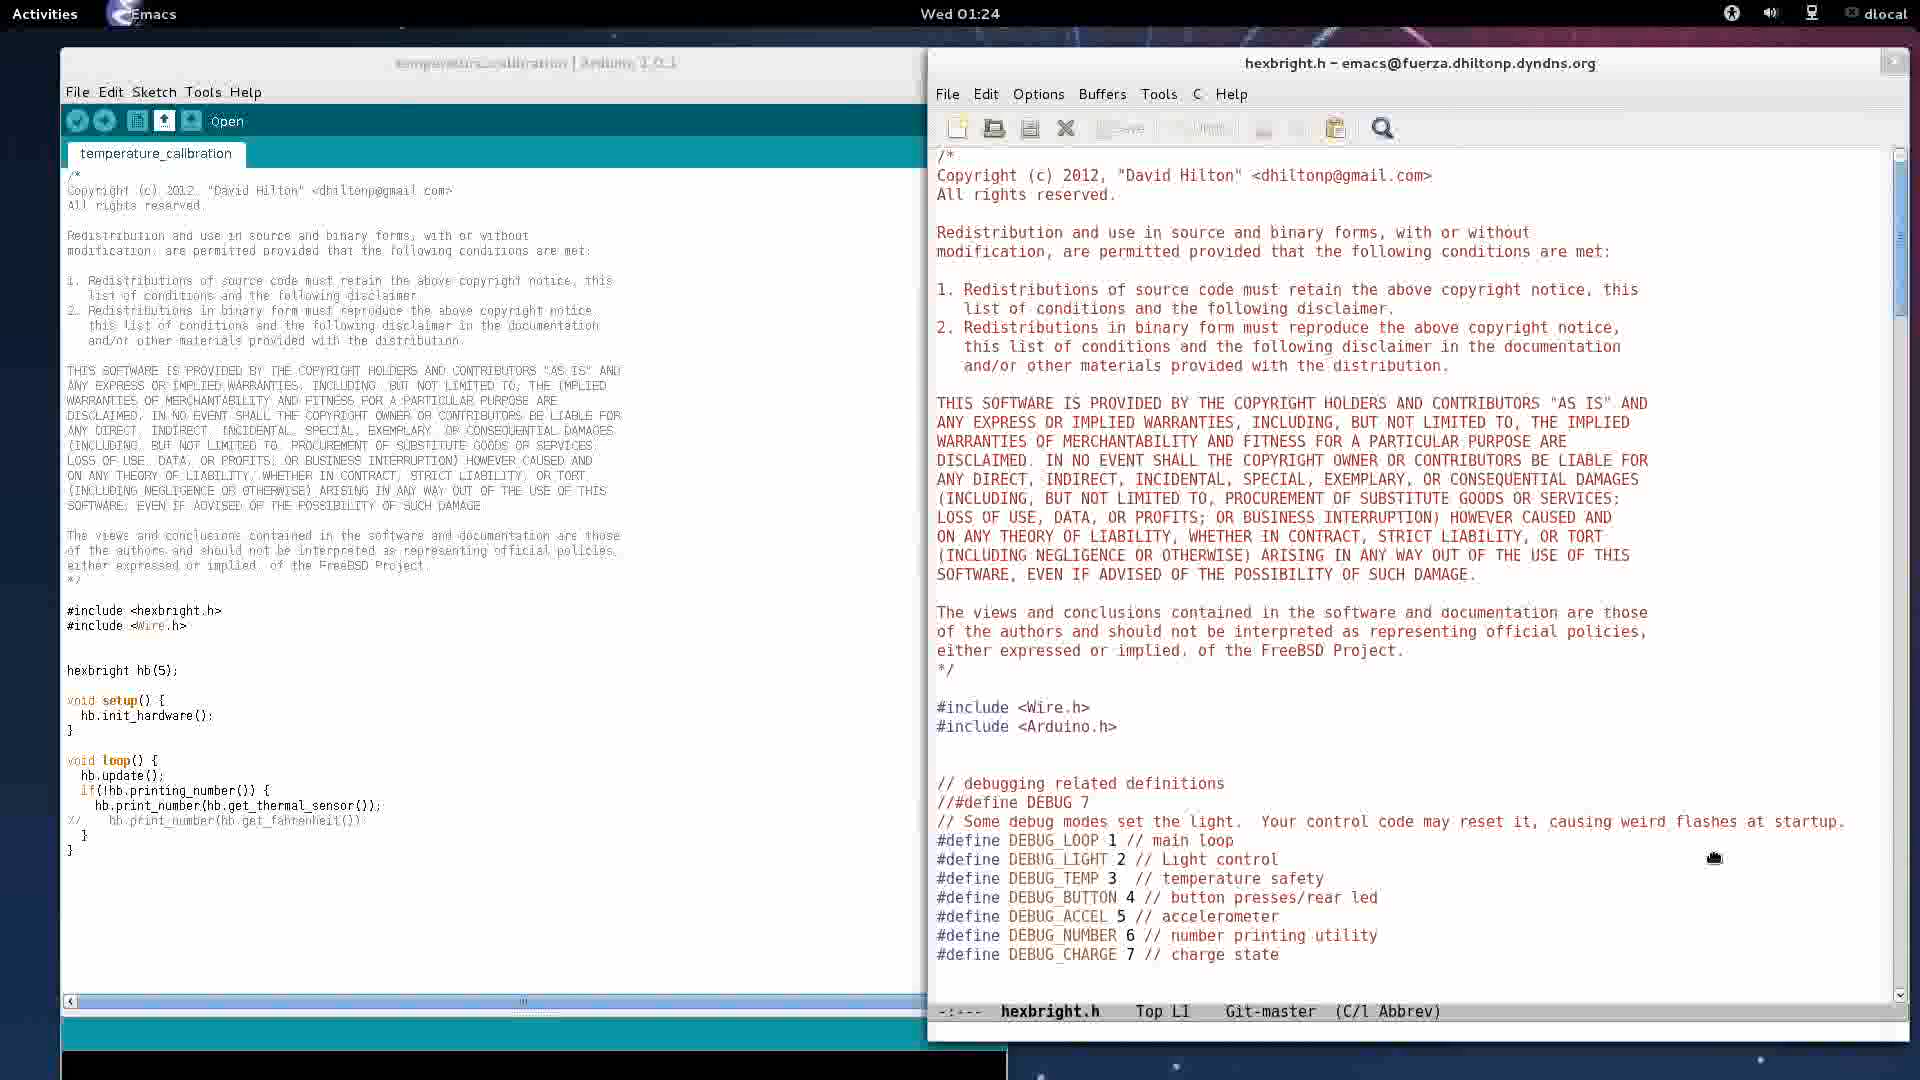 Activities
Emacs
Wed 01:24
dlocal
temperature_calibration | Arduino 1.0.1
File Edit Sketch Tools Help
Open
temperature_calibration
/*
Copyright (c) 2012, "David Hilton" <dhiltonp@gmail com>
All rights reserved.
Redistribution and use in source and binary forms, with or without
modification, are permitted provided that the following conditions are met:
1. Redistributions of source code must retain the above copyright notice, this
list of conditions and the following disclaimer
2. Redistributions in binary form must reproduce the above copyright notice
this list of conditions and the following disclaimer in the documentation
and/or other materials provided with the distribution.
THIS SOFTWARE IS PROVIDED BY THE COPYRIGHT HOLDERS AND CONTRIBUTORS "AS IS" AND
ANY EXPRESS OR IMPLIED WARRANTIES, INCLUDING, BUT NOT LIMITED TO, THE IMPLIED
WARRANTIES OF MERCHANTABILITY AND FITNESS FOR A PARTICULAR PURPOSE ARE
DISCLAIMED. IN NO EVENT SHALL THE COPYRIGHT OWNER OR CONTRIBUTORS BE LIABLE FOR
ANY DIRECT, INDIRECT, INCIDENTAL, SPECIAL, EXEMPLARY, OR CONSEQUENTIAL DAMAGES
(INCLUDING, BUT NOT LIMITED TO, PROCUREMENT OF SUBSTITUTE GOODS OR SERVICES
LOSS OF USE, DATA, OR PROFITS; OR BUSINESS INTERRUPTION) HOWEVER CAUSED AND
ON ANY THEORY OF LIABILITY, WHETHER IN CONTRACT, STRICT LIABILITY, OR TORT
(INCLUDING NEGLIGENCE OR OTHERWISE) ARISING IN ANY WAY OUT OF THE USE OF THIS
SOFTWARE, EVEN IF ADVISED OF THE POSSIBILITY OF SUCH DAMAGE
The views and conclusions contained in the software and documentation are those
of the authors and should not be interpreted as representing official policies,
either expressed or implied. of the FreeBSD Project.
*/
#include <hexbright.h>
#include <Wire.h>
hexbright hb(5);
void setup() {
hb.init_hardware();
}
void loop() {
hb.update();
if(!hb.printing_number()) {
hb.print_number(hb.get_thermal_sensor());
// hb.print_number(hb.get_fahrenheit())
}
}
hexbright.h – emacs@fuerza.dhiltonp.dyndns.org
File Edit Options Buffers Tools C Help
Save
Undo
/*
Copyright (c) 2012, "David Hilton" <dhiltonp@gmail.com>
All rights reserved.
Redistribution and use in source and binary forms, with or without
modification, are permitted provided that the following conditions are met:
1. Redistributions of source code must retain the above copyright notice, this
list of conditions and the following disclaimer.
2. Redistributions in binary form must reproduce the above copyright notice,
this list of conditions and the following disclaimer in the documentation
and/or other materials provided with the distribution.
THIS SOFTWARE IS PROVIDED BY THE COPYRIGHT HOLDERS AND CONTRIBUTORS "AS IS" AND
ANY EXPRESS OR IMPLIED WARRANTIES, INCLUDING, BUT NOT LIMITED TO, THE IMPLIED
WARRANTIES OF MERCHANTABILITY AND FITNESS FOR A PARTICULAR PURPOSE ARE
DISCLAIMED. IN NO EVENT SHALL THE COPYRIGHT OWNER OR CONTRIBUTORS BE LIABLE FOR
ANY DIRECT, INDIRECT, INCIDENTAL, SPECIAL, EXEMPLARY, OR CONSEQUENTIAL DAMAGES
(INCLUDING, BUT NOT LIMITED TO, PROCUREMENT OF SUBSTITUTE GOODS OR SERVICES;
LOSS OF USE, DATA, OR PROFITS; OR BUSINESS INTERRUPTION) HOWEVER CAUSED AND
ON ANY THEORY OF LIABILITY, WHETHER IN CONTRACT, STRICT LIABILITY, OR TORT
(INCLUDING NEGLIGENCE OR OTHERWISE) ARISING IN ANY WAY OUT OF THE USE OF THIS
SOFTWARE, EVEN IF ADVISED OF THE POSSIBILITY OF SUCH DAMAGE.
The views and conclusions contained in the software and documentation are those
of the authors and should not be interpreted as representing official policies,
either expressed or implied. of the FreeBSD Project.
*/
#include <Wire.h>
#include <Arduino.h>
// debugging related definitions
//#define DEBUG 7
// Some debug modes set the light.  Your control code may reset it, causing weird flashes at startup.
#define DEBUG_LOOP 1 // main loop
#define DEBUG_LIGHT 2 // Light control
#define DEBUG_TEMP 3  // temperature safety
#define DEBUG_BUTTON 4 // button presses/rear led
#define DEBUG_ACCEL 5 // accelerometer
#define DEBUG_NUMBER 6 // number printing utility
#define DEBUG_CHARGE 7 // charge state
-:--- hexbright.h Top L1 Git-master (C/l Abbrev)